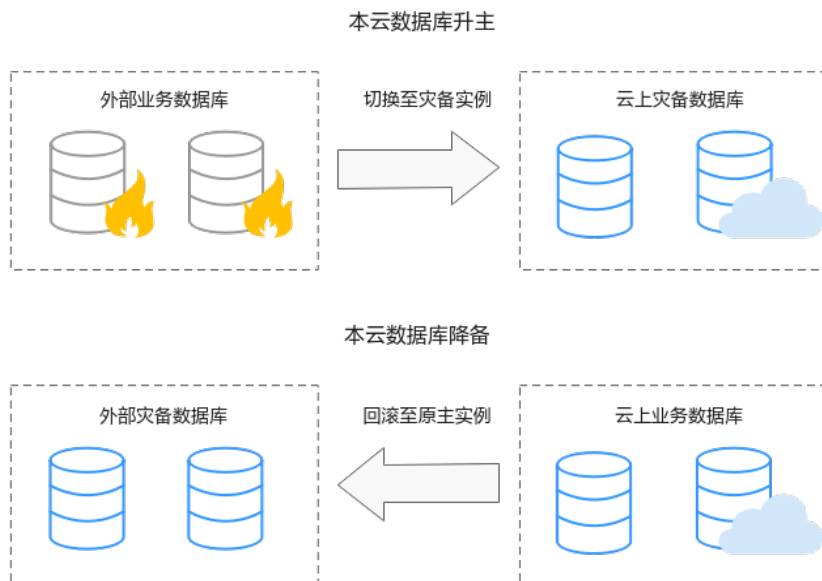 本云数据库升主
外部业务数据库
切换至灾备实例
云上灾备数据库
本云数据库降备
外部灾备数据库
回滚至原主实例
云上业务数据库